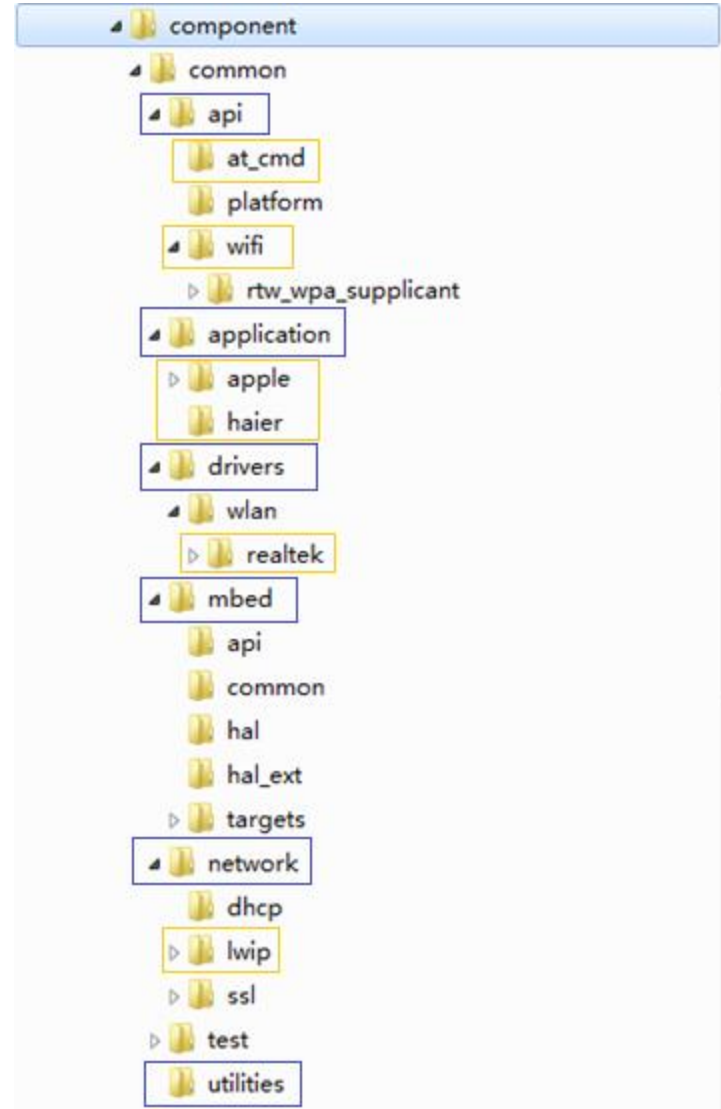 component
common
api
at_cmd
platform
wifi
rtw_wpa_supplicant
application
apple
haier
drivers
wlan
realtek
mbed
api
common
hal
hal_ext
targets
network
dhcp
lwip
ssl
test
utilities